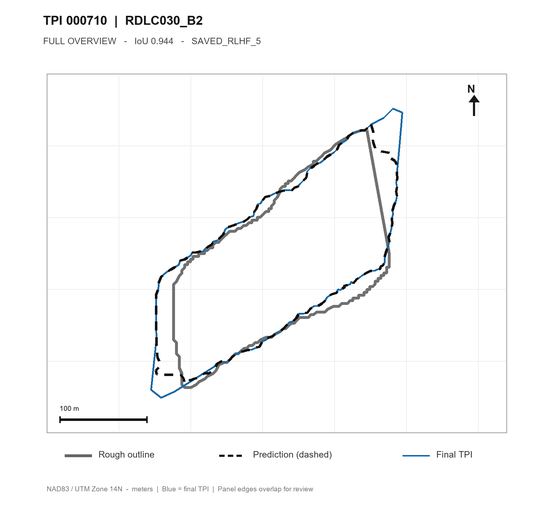 TPI 000710 | RDLC030_B2
FULL OVERVIEW - IoU 0.944 - SAVED_RLHF_5
N
100 m
Rough outline
Prediction (dashed)
Final TPI
NAD83 / UTM Zone 14N - meters | Blue = final TPI | Panel edges overlap for review